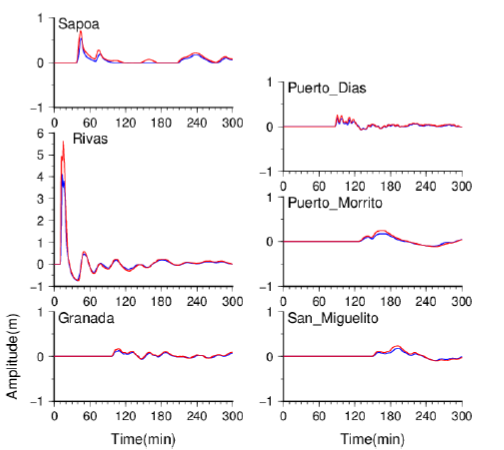 Sapoa
1
0
−1
0 60 120 180 240 300
Rivas
6
5
4
3
2
1
0
−1
0 60 120 180 240 300
Granada
1
0
−1
0 60 120 180 240 300
Time(min)
Amplitude(m)
Puerto_Dias
1
0
−1
0 60 120 180 240 300
Puerto_Morrito
1
0
−1
0 60 120 180 240 300
San_Miguelito
1
0
−1
0 60 120 180 240 300
Time(min)